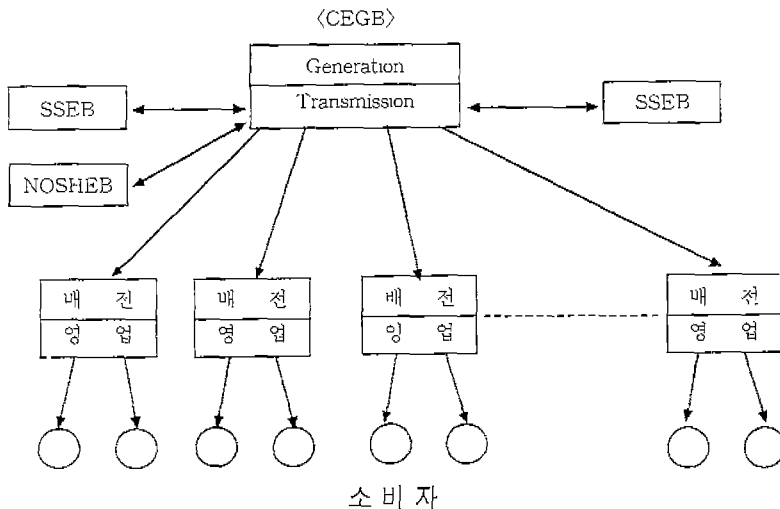 〈CEGB〉
Generation
Transmission
SSEB
SSEB
NOSHEB
배 전
영 업
배 전
영 업
배 전
영 업
배 전
영 업
소 비 자